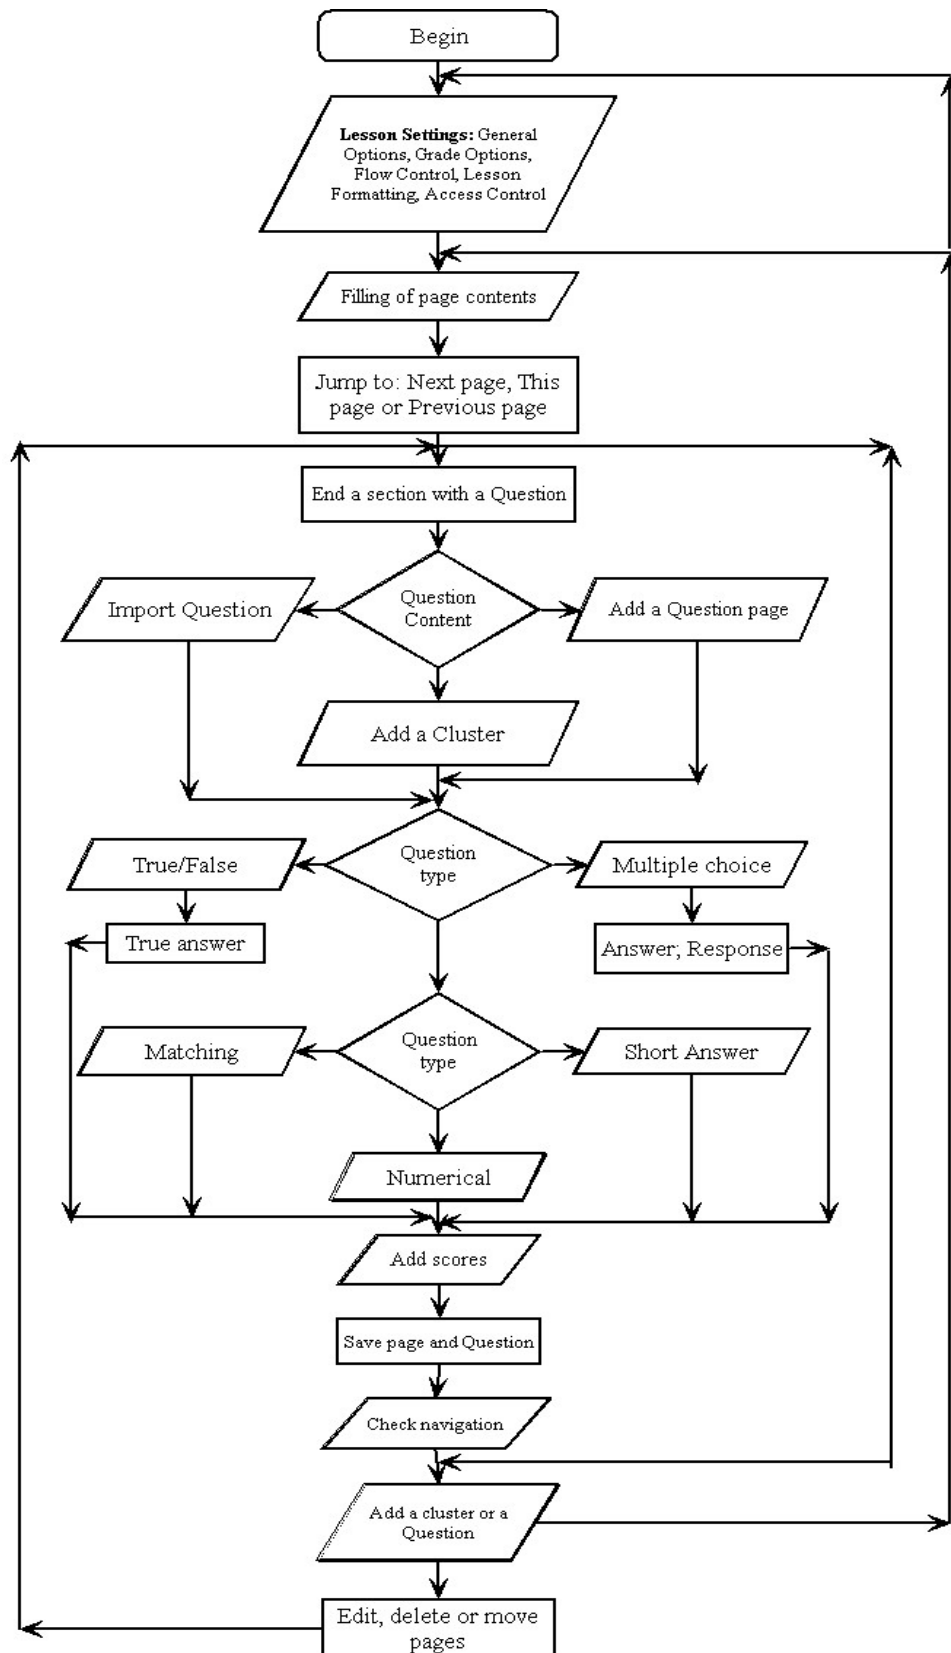 Begin
Lesson Settings: General
Options, Grade Options,
Flow Control, Lesson
Formatting, Access Control
Filling of page contents
Jump to: Next page, This
page or Previous page
End a section with a Question
Import Question
Question
Content
Add a Question page
Add a Cluster
True/False
Question
type
Multiple choice
True answer
Answer; Response
Matching
Question
type
Short Answer
Numerical
Add scores
Save page and Question
Check navigation
Add a cluster or a
Question
Edit, delete or move
pages